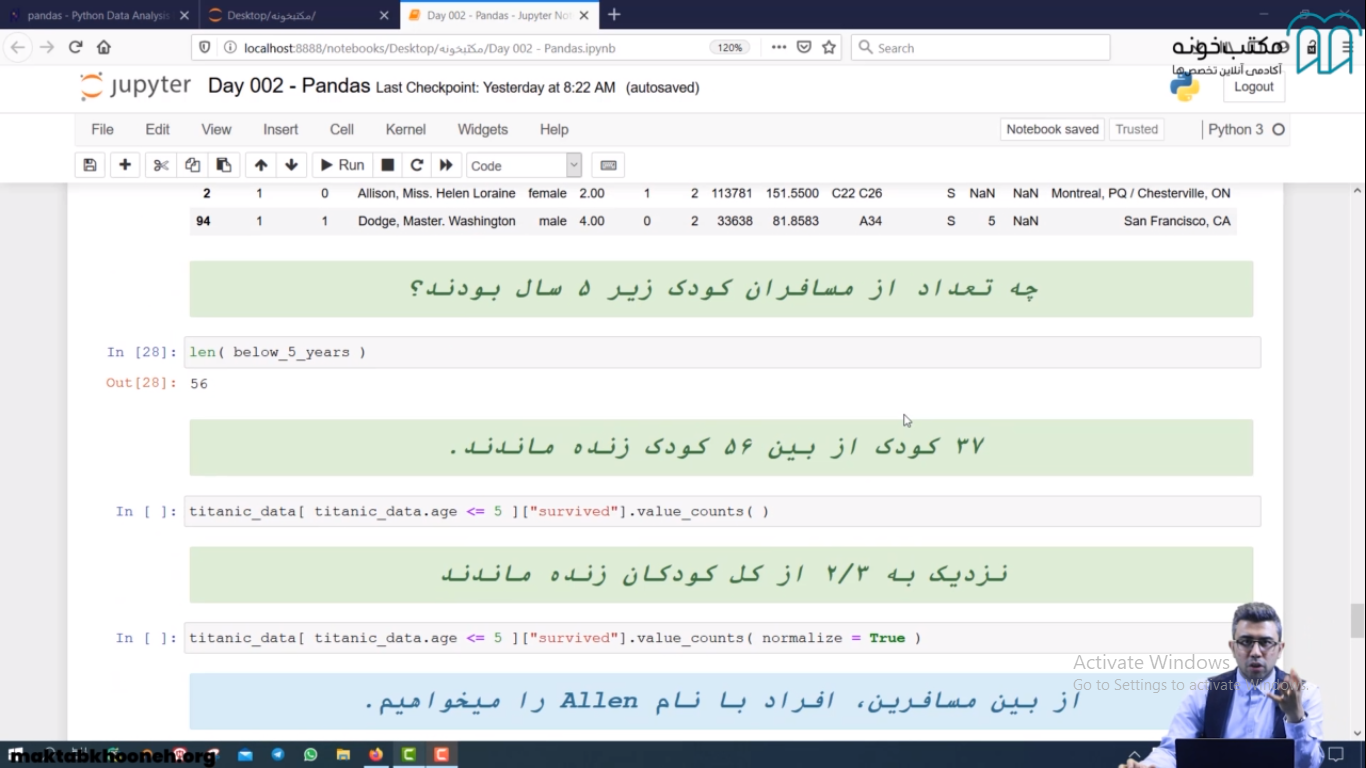 pandas - Python Data Analysis
Desktop/مکتبخونه/
Day 002 - Pandas - Jupyter Not
localhost:8888/notebooks/Desktop/مکتبخونه/Day 002 - Pandas.ipynb
120%
Search
مکتب‌خونه
آکادمی آنلاین تخصص‌ها
jupyter Day 002 - Pandas Last Checkpoint: Yesterday at 8:22 AM (autosaved)
Logout
File Edit View Insert Cell Kernel Widgets Help
Notebook saved Trusted Python 3
Run Code
2 1 0 Allison, Miss. Helen Loraine female 2.00 1 2 113781 151.5500 C22 C26 S NaN NaN Montreal, PQ / Chesterville, ON
94 1 1 Dodge, Master. Washington male 4.00 0 2 33638 81.8583 A34 S 5 NaN San Francisco, CA
چه تعداد از مسافران کودک زیر ۵ سال بودند؟
In [28]: len( below_5_years )
Out[28]: 56
۳۷ کودک از بین ۵۶ کودک زنده ماندند.
In [ ]: titanic_data[ titanic_data.age <= 5 ]["survived"].value_counts( )
نزدیک به ۲/۳ از کل کودکان زنده ماندند
In [ ]: titanic_data[ titanic_data.age <= 5 ]["survived"].value_counts( normalize = True )
Activate Windows
Go to Settings to activate Windows.
از بین مسافرین، افراد با نام Allen را میخواهیم.
maktabkhooneh.org